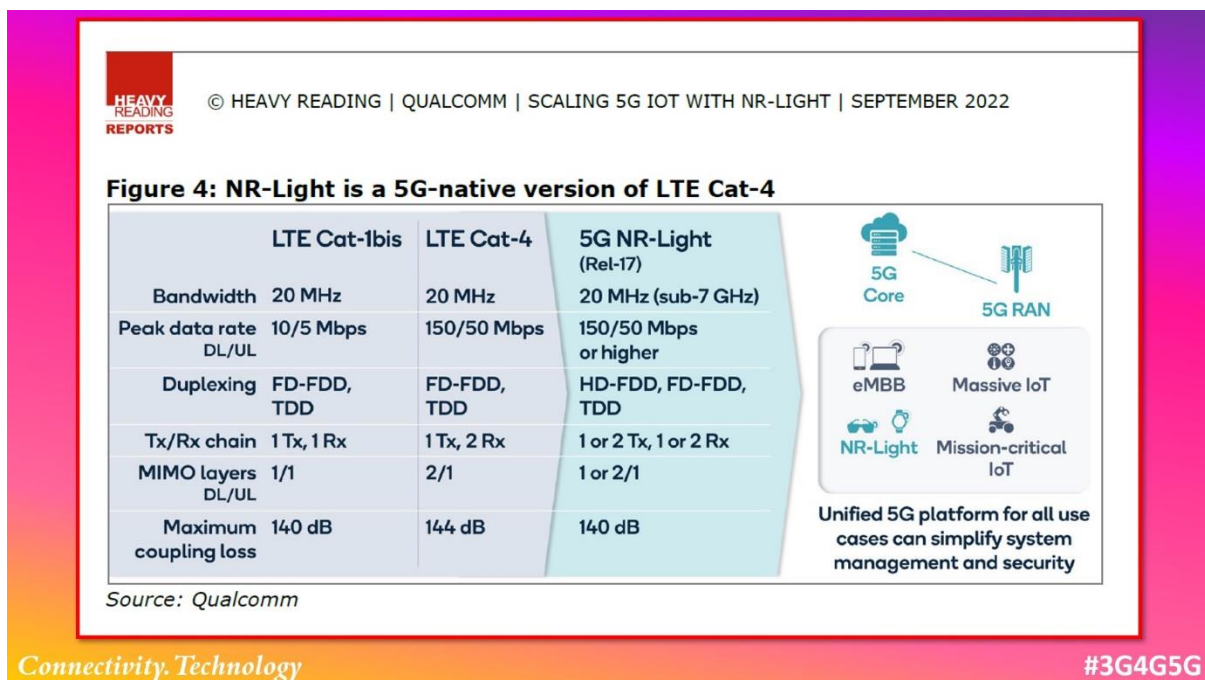 HEAVY
READING
REPORTS
© HEAVY READING | QUALCOMM | SCALING 5G IOT WITH NR-LIGHT | SEPTEMBER 2022
Figure 4: NR-Light is a 5G-native version of LTE Cat-4
LTE Cat-1bis LTE Cat-4 5G NR-Light
(Rel-17)
Bandwidth 20 MHz 20 MHz 20 MHz (sub-7 GHz)
Peak data rate 10/5 Mbps 150/50 Mbps 150/50 Mbps
DL/UL or higher
Duplexing FD-FDD, FD-FDD, HD-FDD, FD-FDD,
TDD TDD TDD
Tx/Rx chain 1 Tx, 1 Rx 1 Tx, 2 Rx 1 or 2 Tx, 1 or 2 Rx
MIMO layers 1/1 2/1 1 or 2/1
DL/UL
Maximum 140 dB 144 dB 140 dB
coupling loss
5G
Core
5G RAN
eMBB Massive IoT
NR-Light Mission-critical
IoT
Unified 5G platform for all use
cases can simplify system
management and security
Source: Qualcomm
Connectivity. Technology
#3G4G5G